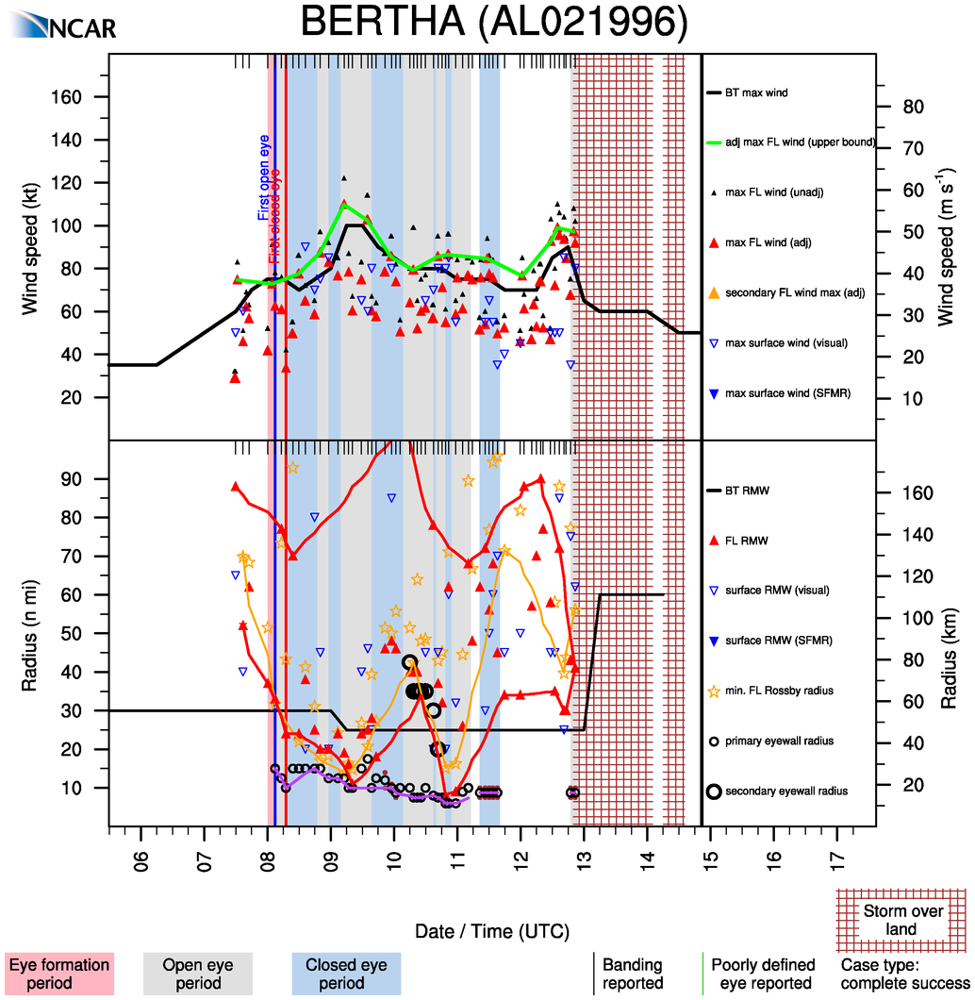 NCAR
BERTHA (AL021996)
Wind speed (kt)
160
140
120
100
80
60
40
20
First open eye
First closed eye
BT max wind
adj max FL wind (upper bound)
max FL wind (unadj)
max FL wind (adj)
secondary FL wind max (adj)
max surface wind (visual)
max surface wind (SFMR)
80
70
60
50
40
30
20
10
Wind speed (m s-1)
Radius (n mi)
90
80
70
60
50
40
30
20
10
BT RMW
FL RMW
surface RMW (visual)
surface RMW (SFMR)
min. FL Rossby radius
primary eyewall radius
secondary eyewall radius
160
140
120
100
80
60
40
20
Radius (km)
06
07
08
09
10
11
12
13
14
15
16
17
Date / Time (UTC)
Storm over
land
Eye formation
period
Open eye
period
Closed eye
period
Banding
reported
Poorly defined
eye reported
Case type:
complete success